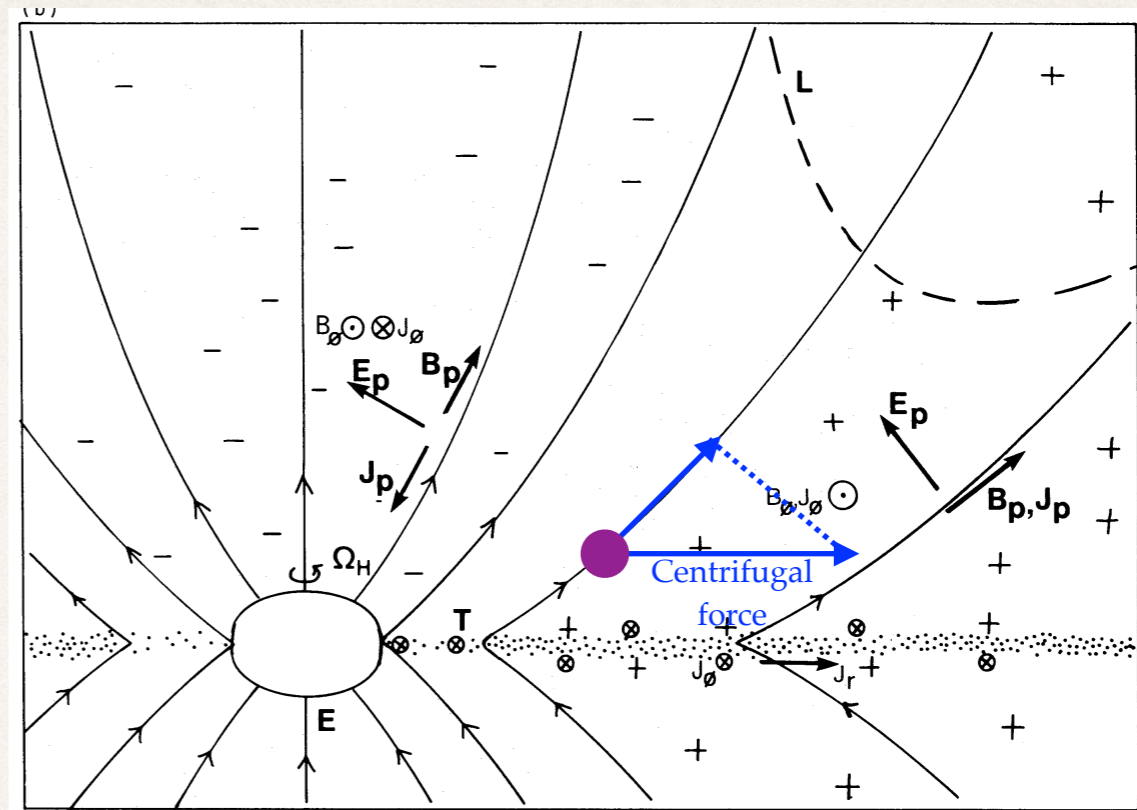 (b)
L
B_ø ⊙ ⊗ J_ø
E_p
B_p
J_p
E_p
B_ø, J_ø ⊙
B_p, J_p
Ω_H
Centrifugal
force
T
J_ø
J_r
E